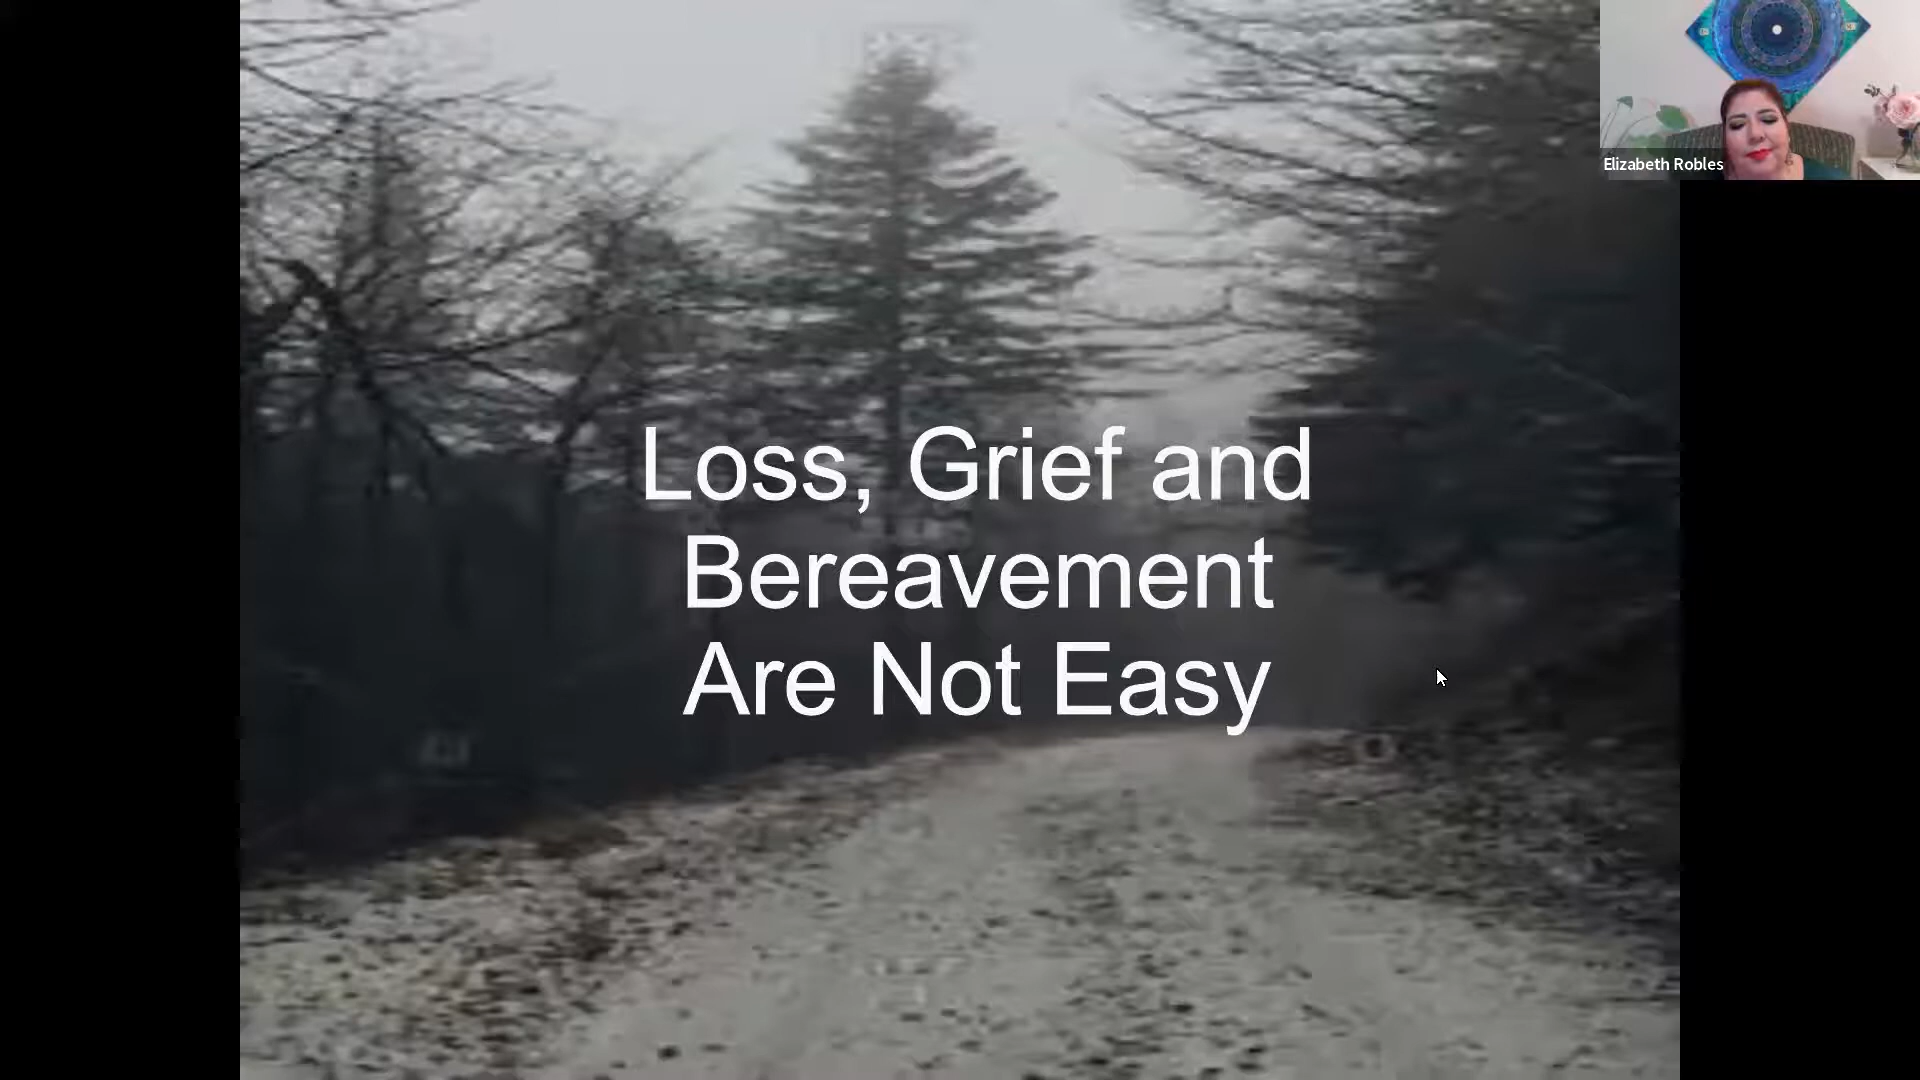 Elizabeth Robles
Loss, Grief and
Bereavement
Are Not Easy